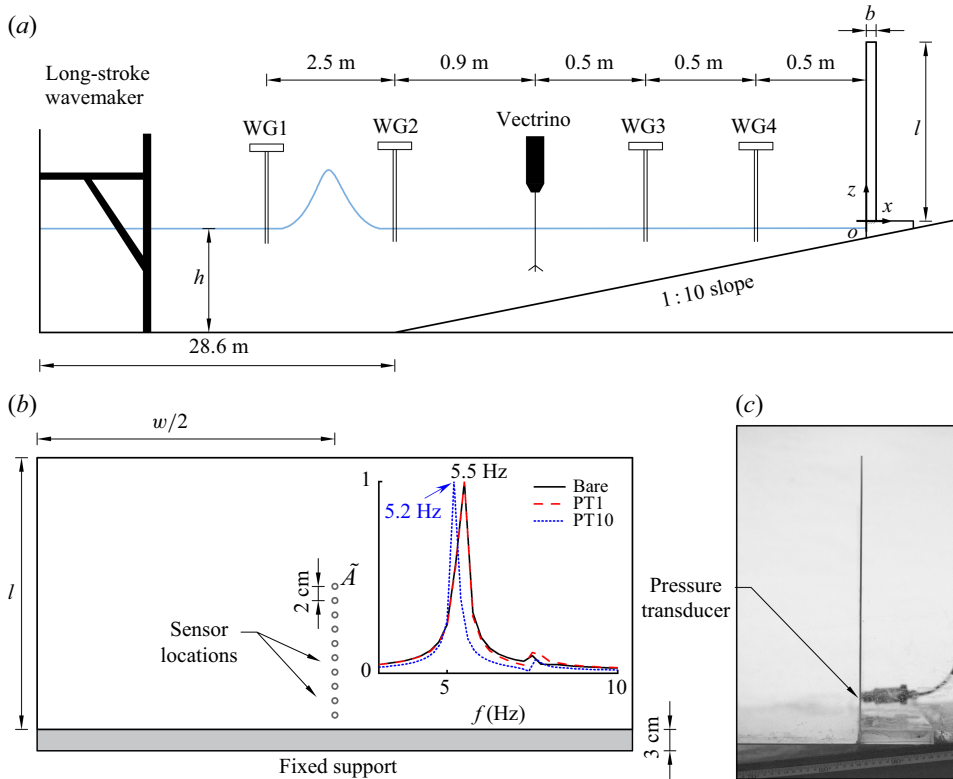 (a)
b
2.5 m
0.9 m
0.5 m
0.5 m
0.5 m
Long-stroke
wavemaker
WG1
WG2
Vectrino
WG3
WG4
l
z
x
o
h
1 : 10 slope
28.6 m
(b)
(c)
w/2
5.5 Hz
1
5.2 Hz
Bare
PT1
PT10
Ã
2 cm
l
Sensor
locations
0
5
10
f (Hz)
Pressure
transducer
3 cm
Fixed support